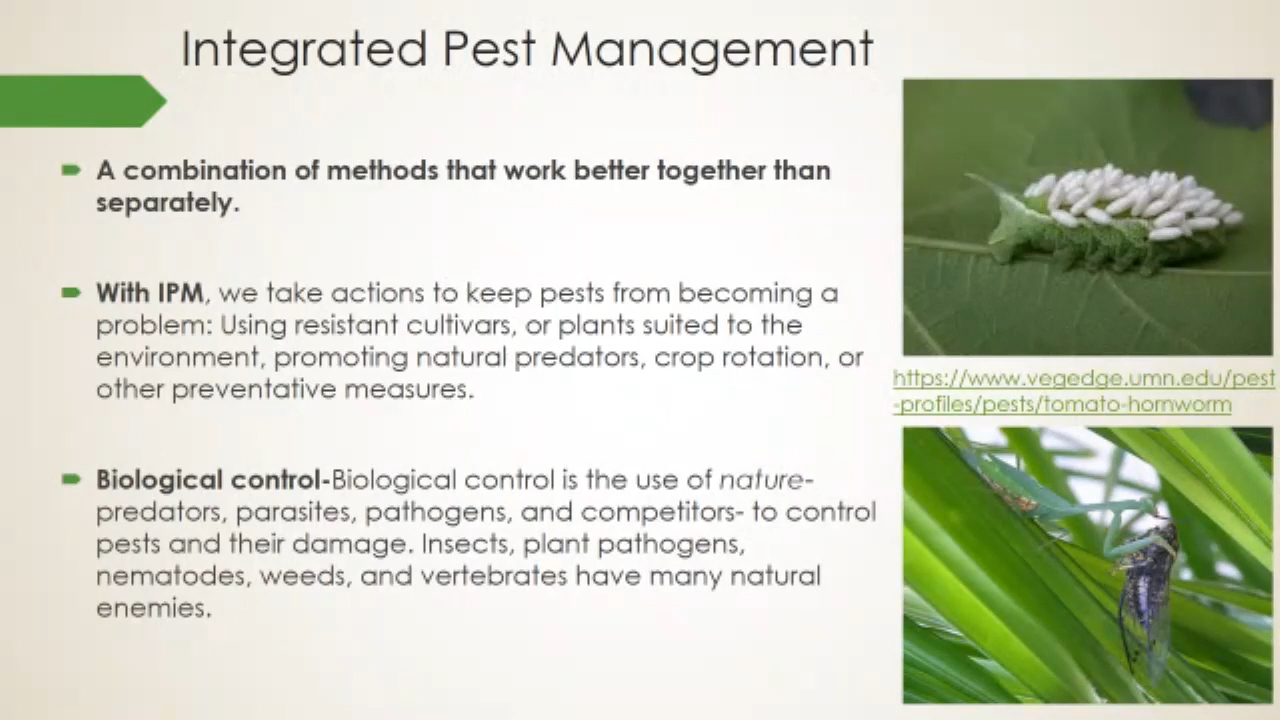 Integrated Pest Management
A combination of methods that work better together than
separately.
With IPM, we take actions to keep pests from becoming a
problem: Using resistant cultivars, or plants suited to the
environment, promoting natural predators, crop rotation, or
other preventative measures.
Biological control-Biological control is the use of nature-
predators, parasites, pathogens, and competitors- to control
pests and their damage. Insects, plant pathogens,
nematodes, weeds, and vertebrates have many natural
enemies.
https://www.vegedge.umn.edu/pest
-profiles/pests/tomato-hornworm